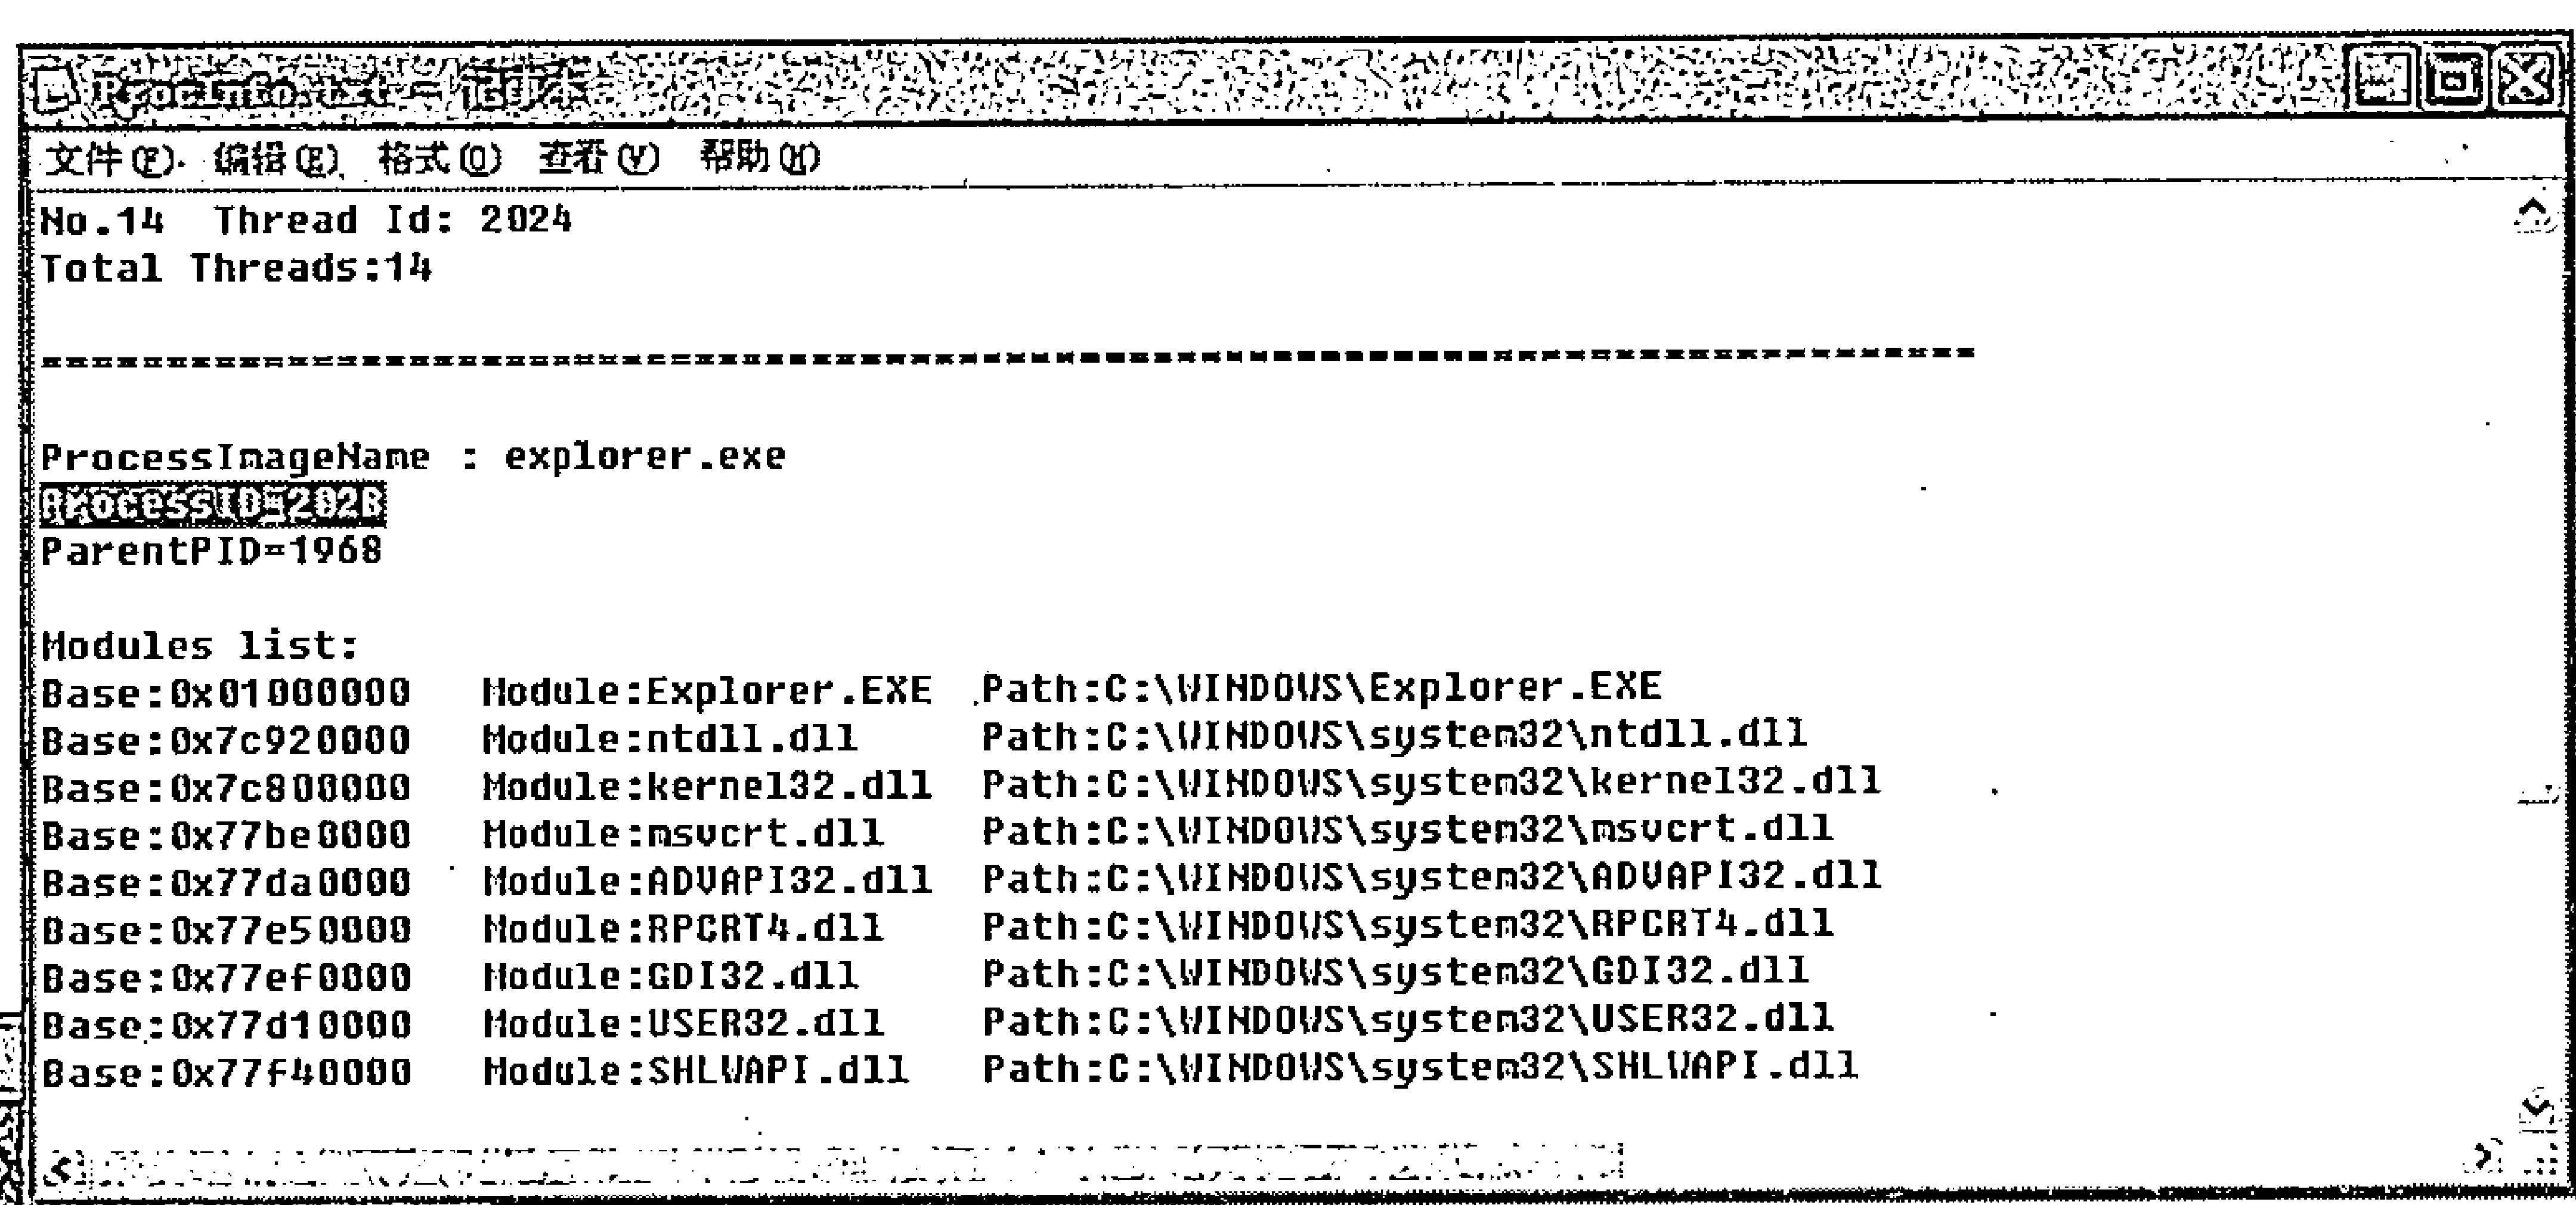 ProcInfo.txt - 记事本
文件(F) 编辑(E) 格式(O) 查看(V) 帮助(H)
No.14 Thread Id: 2024
Total Threads:14
================================================================================
ProcessImageName : explorer.exe
ParentPID=1968
Modules list:
Base:0x01000000 Module:Explorer.EXE Path:C:\WINDOWS\Explorer.EXE
Base:0x7c920000 Module:ntdll.dll Path:C:\WINDOWS\system32\ntdll.dll
Base:0x7c800000 Module:kernel32.dll Path:C:\WINDOWS\system32\kernel32.dll
Base:0x77be0000 Module:msvcrt.dll Path:C:\WINDOWS\system32\msvcrt.dll
Base:0x77da0000 Module:ADVAPI32.dll Path:C:\WINDOWS\system32\ADVAPI32.dll
Base:0x77e50000 Module:RPCRT4.dll Path:C:\WINDOWS\system32\RPCRT4.dll
Base:0x77ef0000 Module:GDI32.dll Path:C:\WINDOWS\system32\GDI32.dll
Base:0x77d10000 Module:USER32.dll Path:C:\WINDOWS\system32\USER32.dll
Base:0x77f40000 Module:SHLWAPI.dll Path:C:\WINDOWS\system32\SHLWAPI.dll